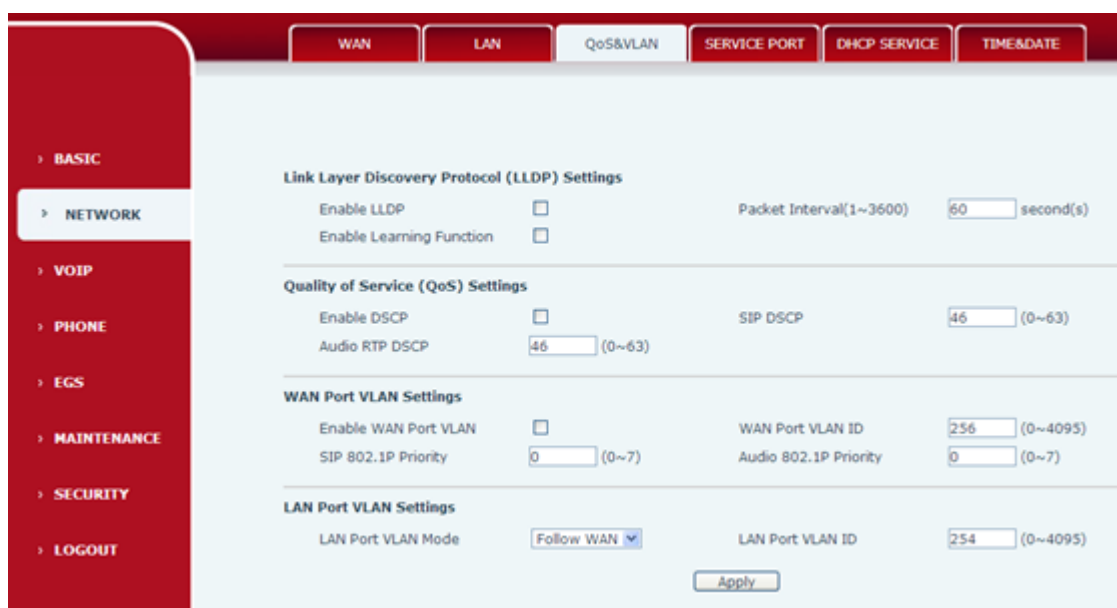 WAN LAN QoS&VLAN SERVICE PORT DHCP SERVICE TIME&DATE
› BASIC
› NETWORK
› VOIP
› PHONE
› EGS
› MAINTENANCE
› SECURITY
› LOGOUT
Link Layer Discovery Protocol (LLDP) Settings
Enable LLDP Packet Interval(1~3600) 60 second(s)
Enable Learning Function
Quality of Service (QoS) Settings
Enable DSCP SIP DSCP 46 (0~63)
Audio RTP DSCP 46 (0~63)
WAN Port VLAN Settings
Enable WAN Port VLAN WAN Port VLAN ID 256 (0~4095)
SIP 802.1P Priority 0 (0~7) Audio 802.1P Priority 0 (0~7)
LAN Port VLAN Settings
LAN Port VLAN Mode Follow WAN LAN Port VLAN ID 254 (0~4095)
Apply